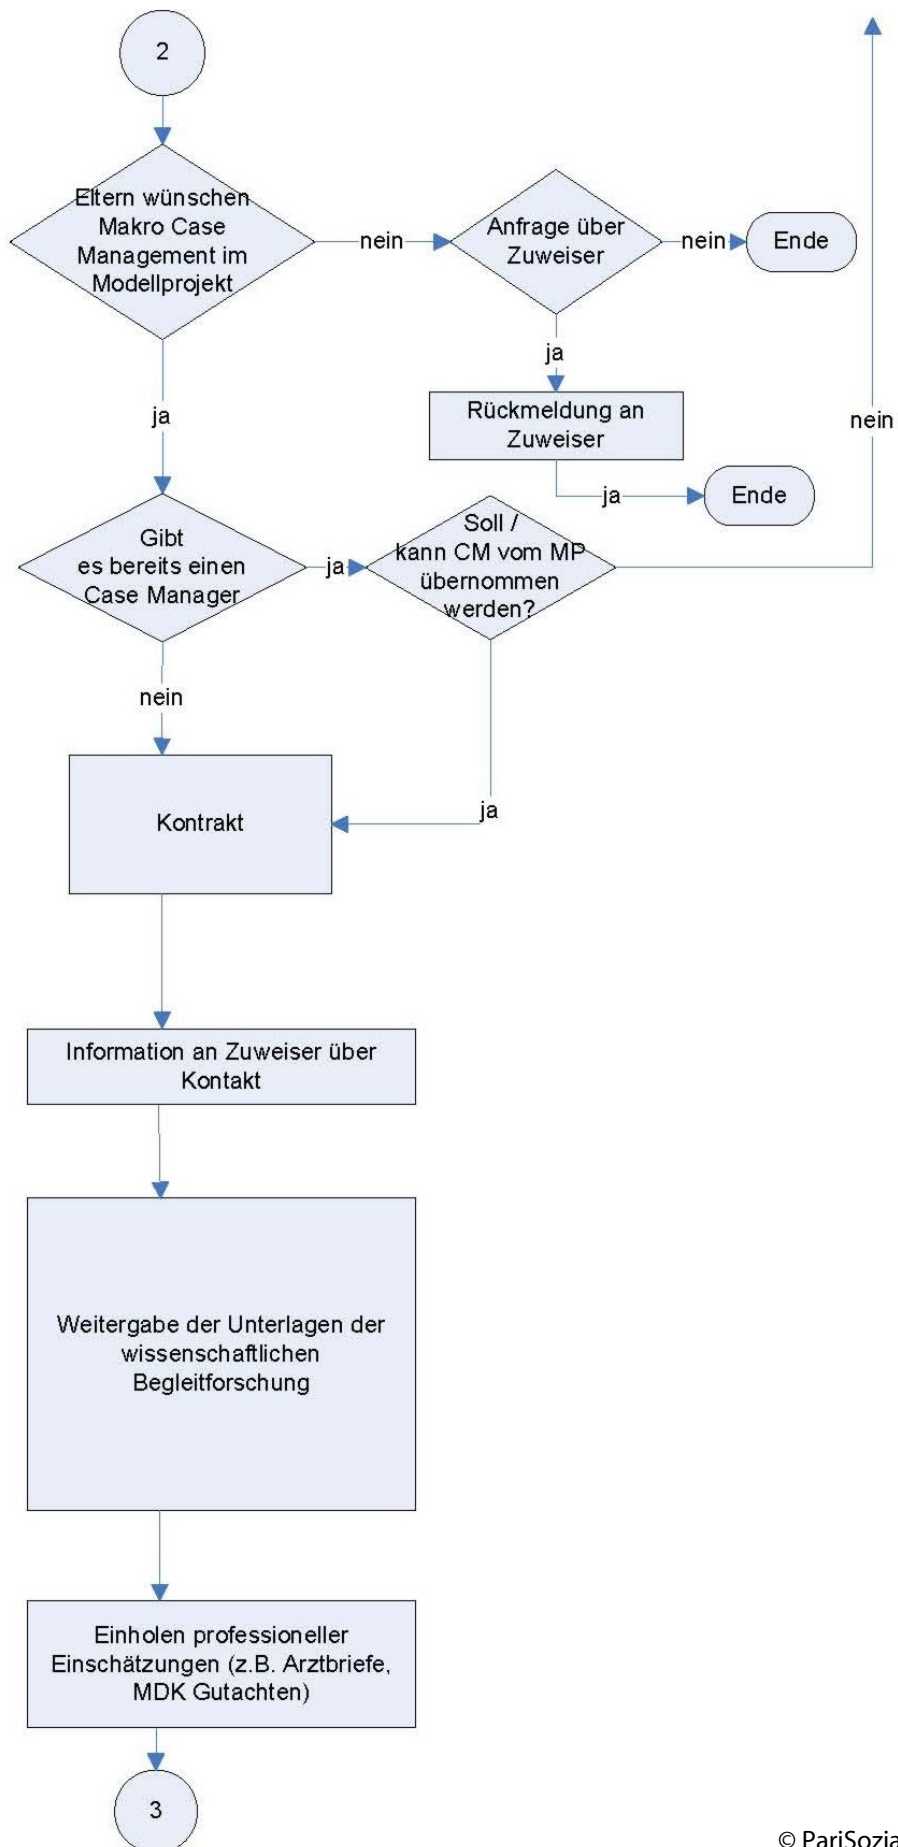 2
Eltern wünschen
Makro Case
Management im
Modellprojekt
nein
Anfrage über
Zuweiser
nein
Ende
ja
Rückmeldung an
Zuweiser
ja
Ende
ja
nein
Gibt
es bereits einen
Case Manager
ja
Soll /
kann CM vom MP
übernommen
werden?
nein
ja
Kontrakt
Information an Zuweiser über
Kontakt
Weitergabe der Unterlagen der
wissenschaftlichen
Begleitforschung
Einholen professioneller
Einschätzungen (z.B. Arztbriefe,
MDK Gutachten)
3
© PariSozia